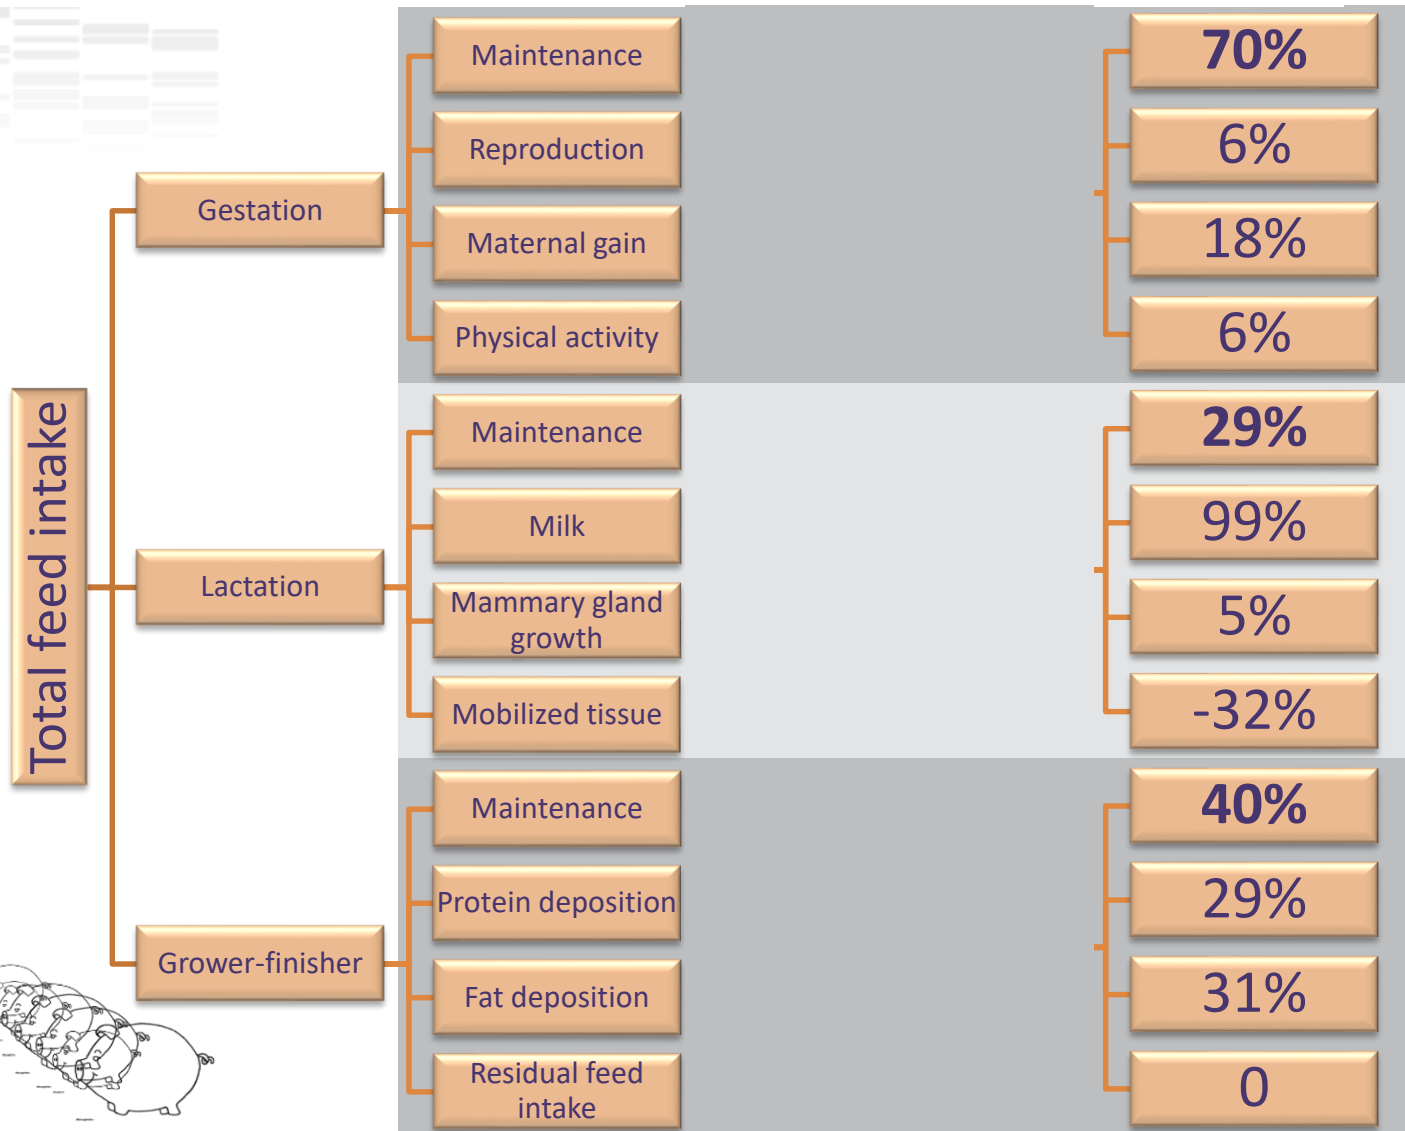 Total feed intake
Gestation
Maintenance
70%
Reproduction
6%
Maternal gain
18%
Physical activity
6%
Lactation
Maintenance
29%
Milk
99%
Mammary gland
growth
5%
Mobilized tissue
-32%
Grower-finisher
Maintenance
40%
Protein deposition
29%
Fat deposition
31%
Residual feed
intake
0